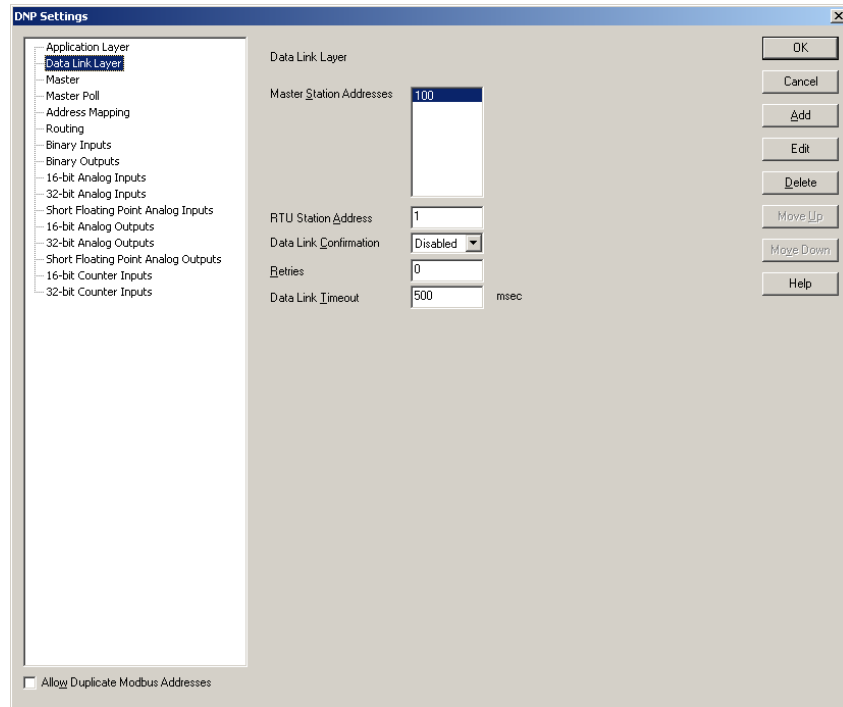 DNP Settings
Application Layer
Data Link Layer
Master
Master Poll
Address Mapping
Routing
Binary Inputs
Binary Outputs
16-bit Analog Inputs
32-bit Analog Inputs
Short Floating Point Analog Inputs
16-bit Analog Outputs
32-bit Analog Outputs
Short Floating Point Analog Outputs
16-bit Counter Inputs
32-bit Counter Inputs
Allow Duplicate Modbus Addresses
Data Link Layer
Master Station Addresses 100
RTU Station Address 1
Data Link Confirmation Disabled
Retries 0
Data Link Timeout 500 msec
OK
Cancel
Add
Edit
Delete
Move Up
Move Down
Help